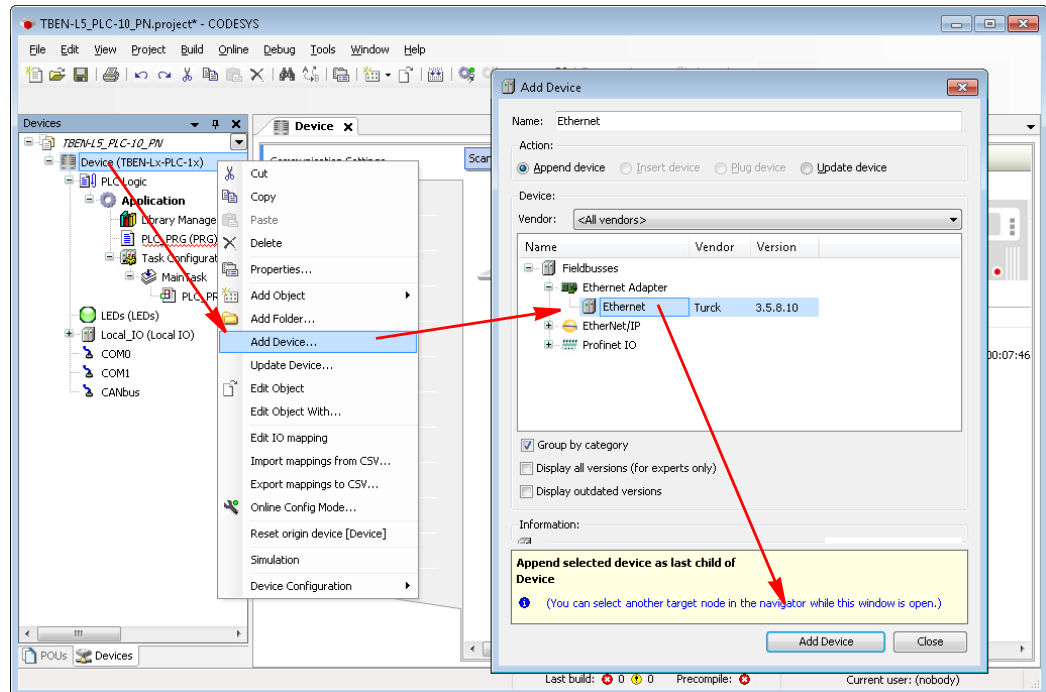 TBEN-L5_PLC-10_PN.project* - CODESYS
File Edit View Project Build Online Debug Tools Window Help
Devices
Device
TBEN-L5_PLC-10_PN
Device (TBEN-Lx-PLC-1x)
PLC Logic
Application
Library Manage
PLC_PRG (PRG)
Task Configurat
MainTask
PLC_PR
LEDs (LEDs)
Local_IO (Local IO)
COM0
COM1
CANbus
POUs Devices
Communication Settings
Scan
Cut
Copy
Paste
Delete
Properties...
Add Object
Add Folder...
Add Device...
Update Device...
Edit Object
Edit Object With...
Edit IO mapping
Import mappings from CSV...
Export mappings to CSV...
Online Config Mode...
Reset origin device [Device]
Simulation
Device Configuration
Add Device
Name: Ethernet
Action:
Append device Insert device Plug device Update device
Device:
Vendor: <All vendors>
Name Vendor Version
Fieldbusses
Ethernet Adapter
Ethernet Turck 3.5.8.10
EtherNet/IP
Profinet IO
Group by category
Display all versions (for experts only)
Display outdated versions
Information:
Append selected device as last child of
Device
(You can select another target node in the navigator while this window is open.)
Add Device Close
00:07:46
Last build: 0 0 Precompile: Current user: (nobody)